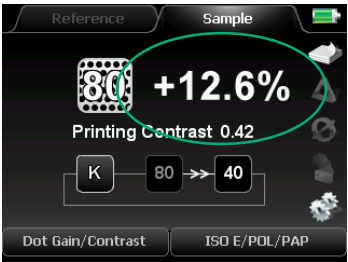 Reference Sample
80 +12.6%
Printing Contrast 0.42
K 80 >> 40
Dot Gain/Contrast ISO E/POL/PAP